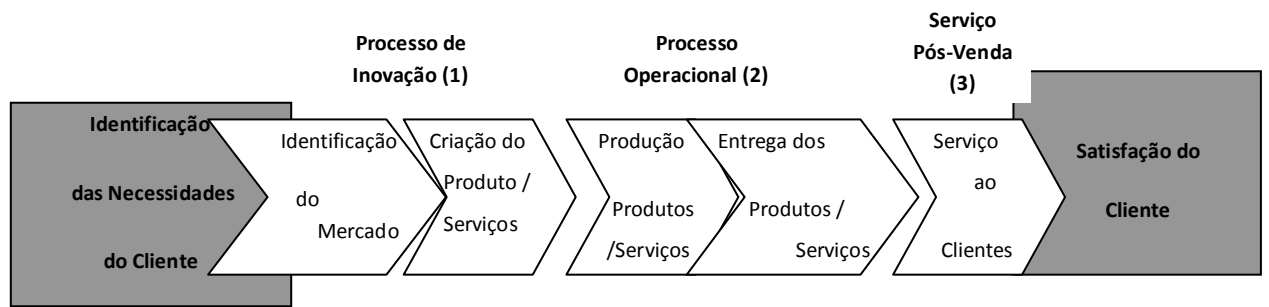 Processo de
Inovação (1)
Processo
Operacional (2)
Serviço
Pós-Venda
(3)
Identificação
das Necessidades
do Cliente
Identificação
do
Mercado
Criação do
Produto /
Serviços
Produção
Produtos
/Serviços
Entrega dos
Produtos /
Serviços
Serviço
ao
Clientes
Satisfação do
Cliente